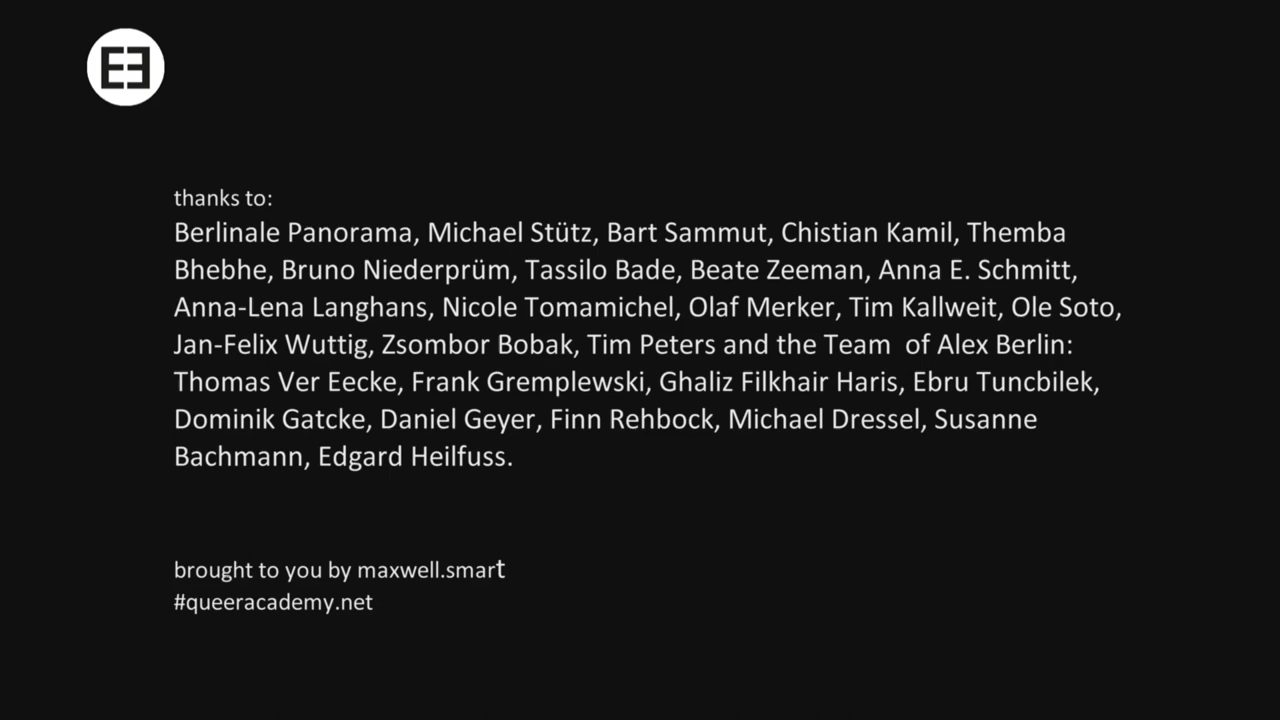 thanks to:
Berlinale Panorama, Michael Stütz, Bart Sammut, Chistian Kamil, Themba
Bhebhe, Bruno Niederprüm, Tassilo Bade, Beate Zeeman, Anna E. Schmitt,
Anna-Lena Langhans, Nicole Tomamichel, Olaf Merker, Tim Kallweit, Ole Soto,
Jan-Felix Wuttig, Zsombor Bobak, Tim Peters and the Team  of Alex Berlin:
Thomas Ver Eecke, Frank Gremplewski, Ghaliz Filkhair Haris, Ebru Tuncbilek,
Dominik Gatcke, Daniel Geyer, Finn Rehbock, Michael Dressel, Susanne
Bachmann, Edgard Heilfuss.
brought to you by maxwell.smart
#queeracademy.net